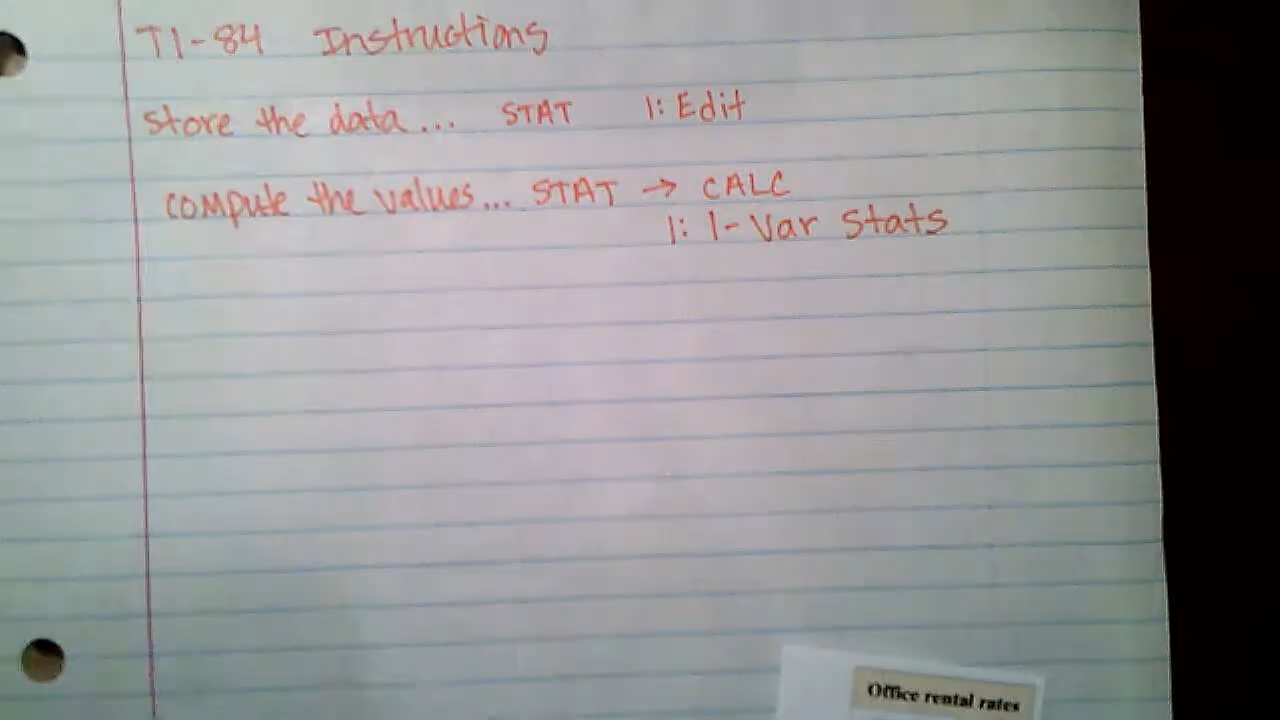 TI-84 Instructions
store the data... STAT 1: Edit
compute the values... STAT → CALC
1: 1-Var Stats
Office rental rates